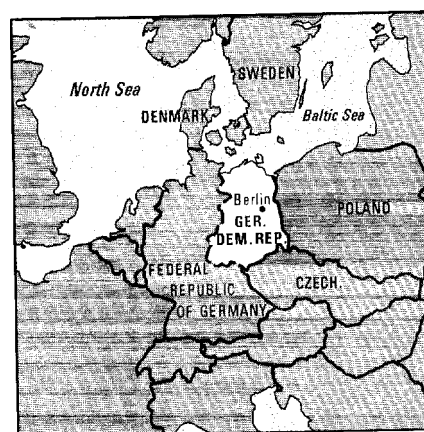 SWEDEN
North Sea
DENMARK
Baltic Sea
Berlin
GER.
DEM. REP.
POLAND
FEDERAL
REPUBLIC
OF GERMANY
CZECH.